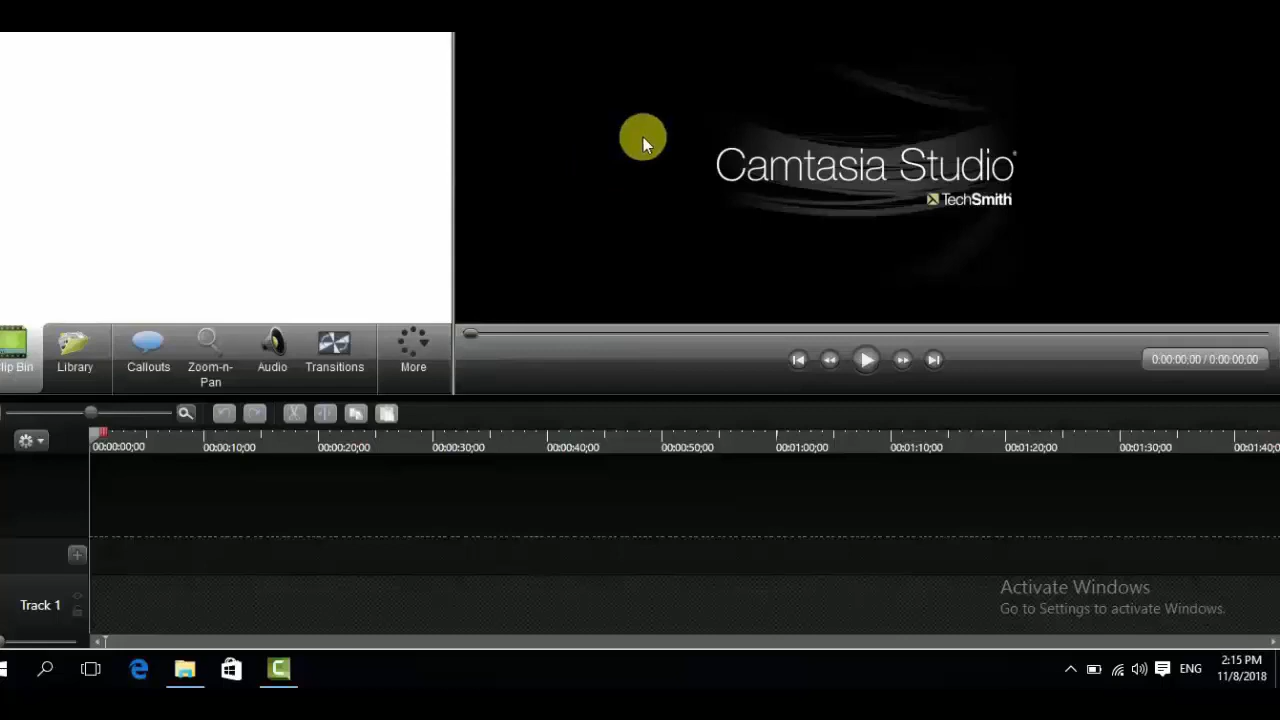 Camtasia Studio®
TechSmith
lip Bin
Library
Callouts
Zoom-n-
Pan
Audio
Transitions
More
0:00:00;00 / 0:00:00;00
00:00:00;00 00:00:10;00 00:00:20;00 00:00:30;00 00:00:40;00 00:00:50;00 00:01:00;00 00:01:10;00 00:01:20;00 00:01:30;00 00:01:40;00
Track 1
Activate Windows
Go to Settings to activate Windows.
ENG
2:15 PM
11/8/2018